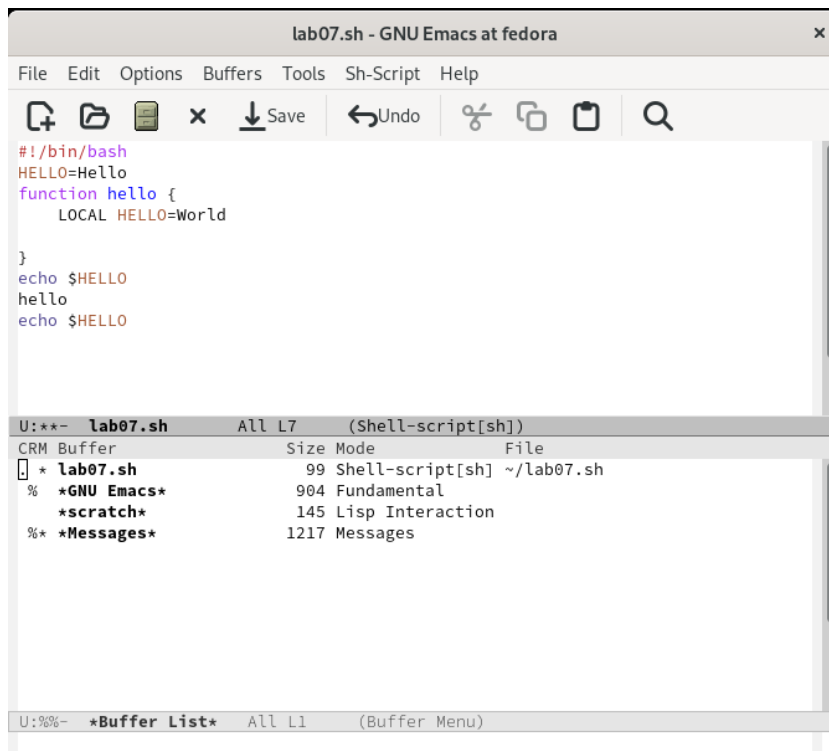 lab07.sh - GNU Emacs at fedora ×
File Edit Options Buffers Tools Sh-Script Help
Save Undo
#!/bin/bash
HELLO=Hello
function hello {
    LOCAL HELLO=World
}
echo $HELLO
hello
echo $HELLO
U:**-  lab07.sh       All L7     (Shell-script[sh])
CRM Buffer                 Size Mode             File
. * lab07.sh                 99 Shell-script[sh] ~/lab07.sh
 %  *GNU Emacs*             904 Fundamental
    *scratch*               145 Lisp Interaction
 %* *Messages*             1217 Messages
U:%%-  *Buffer List*   All L1     (Buffer Menu)